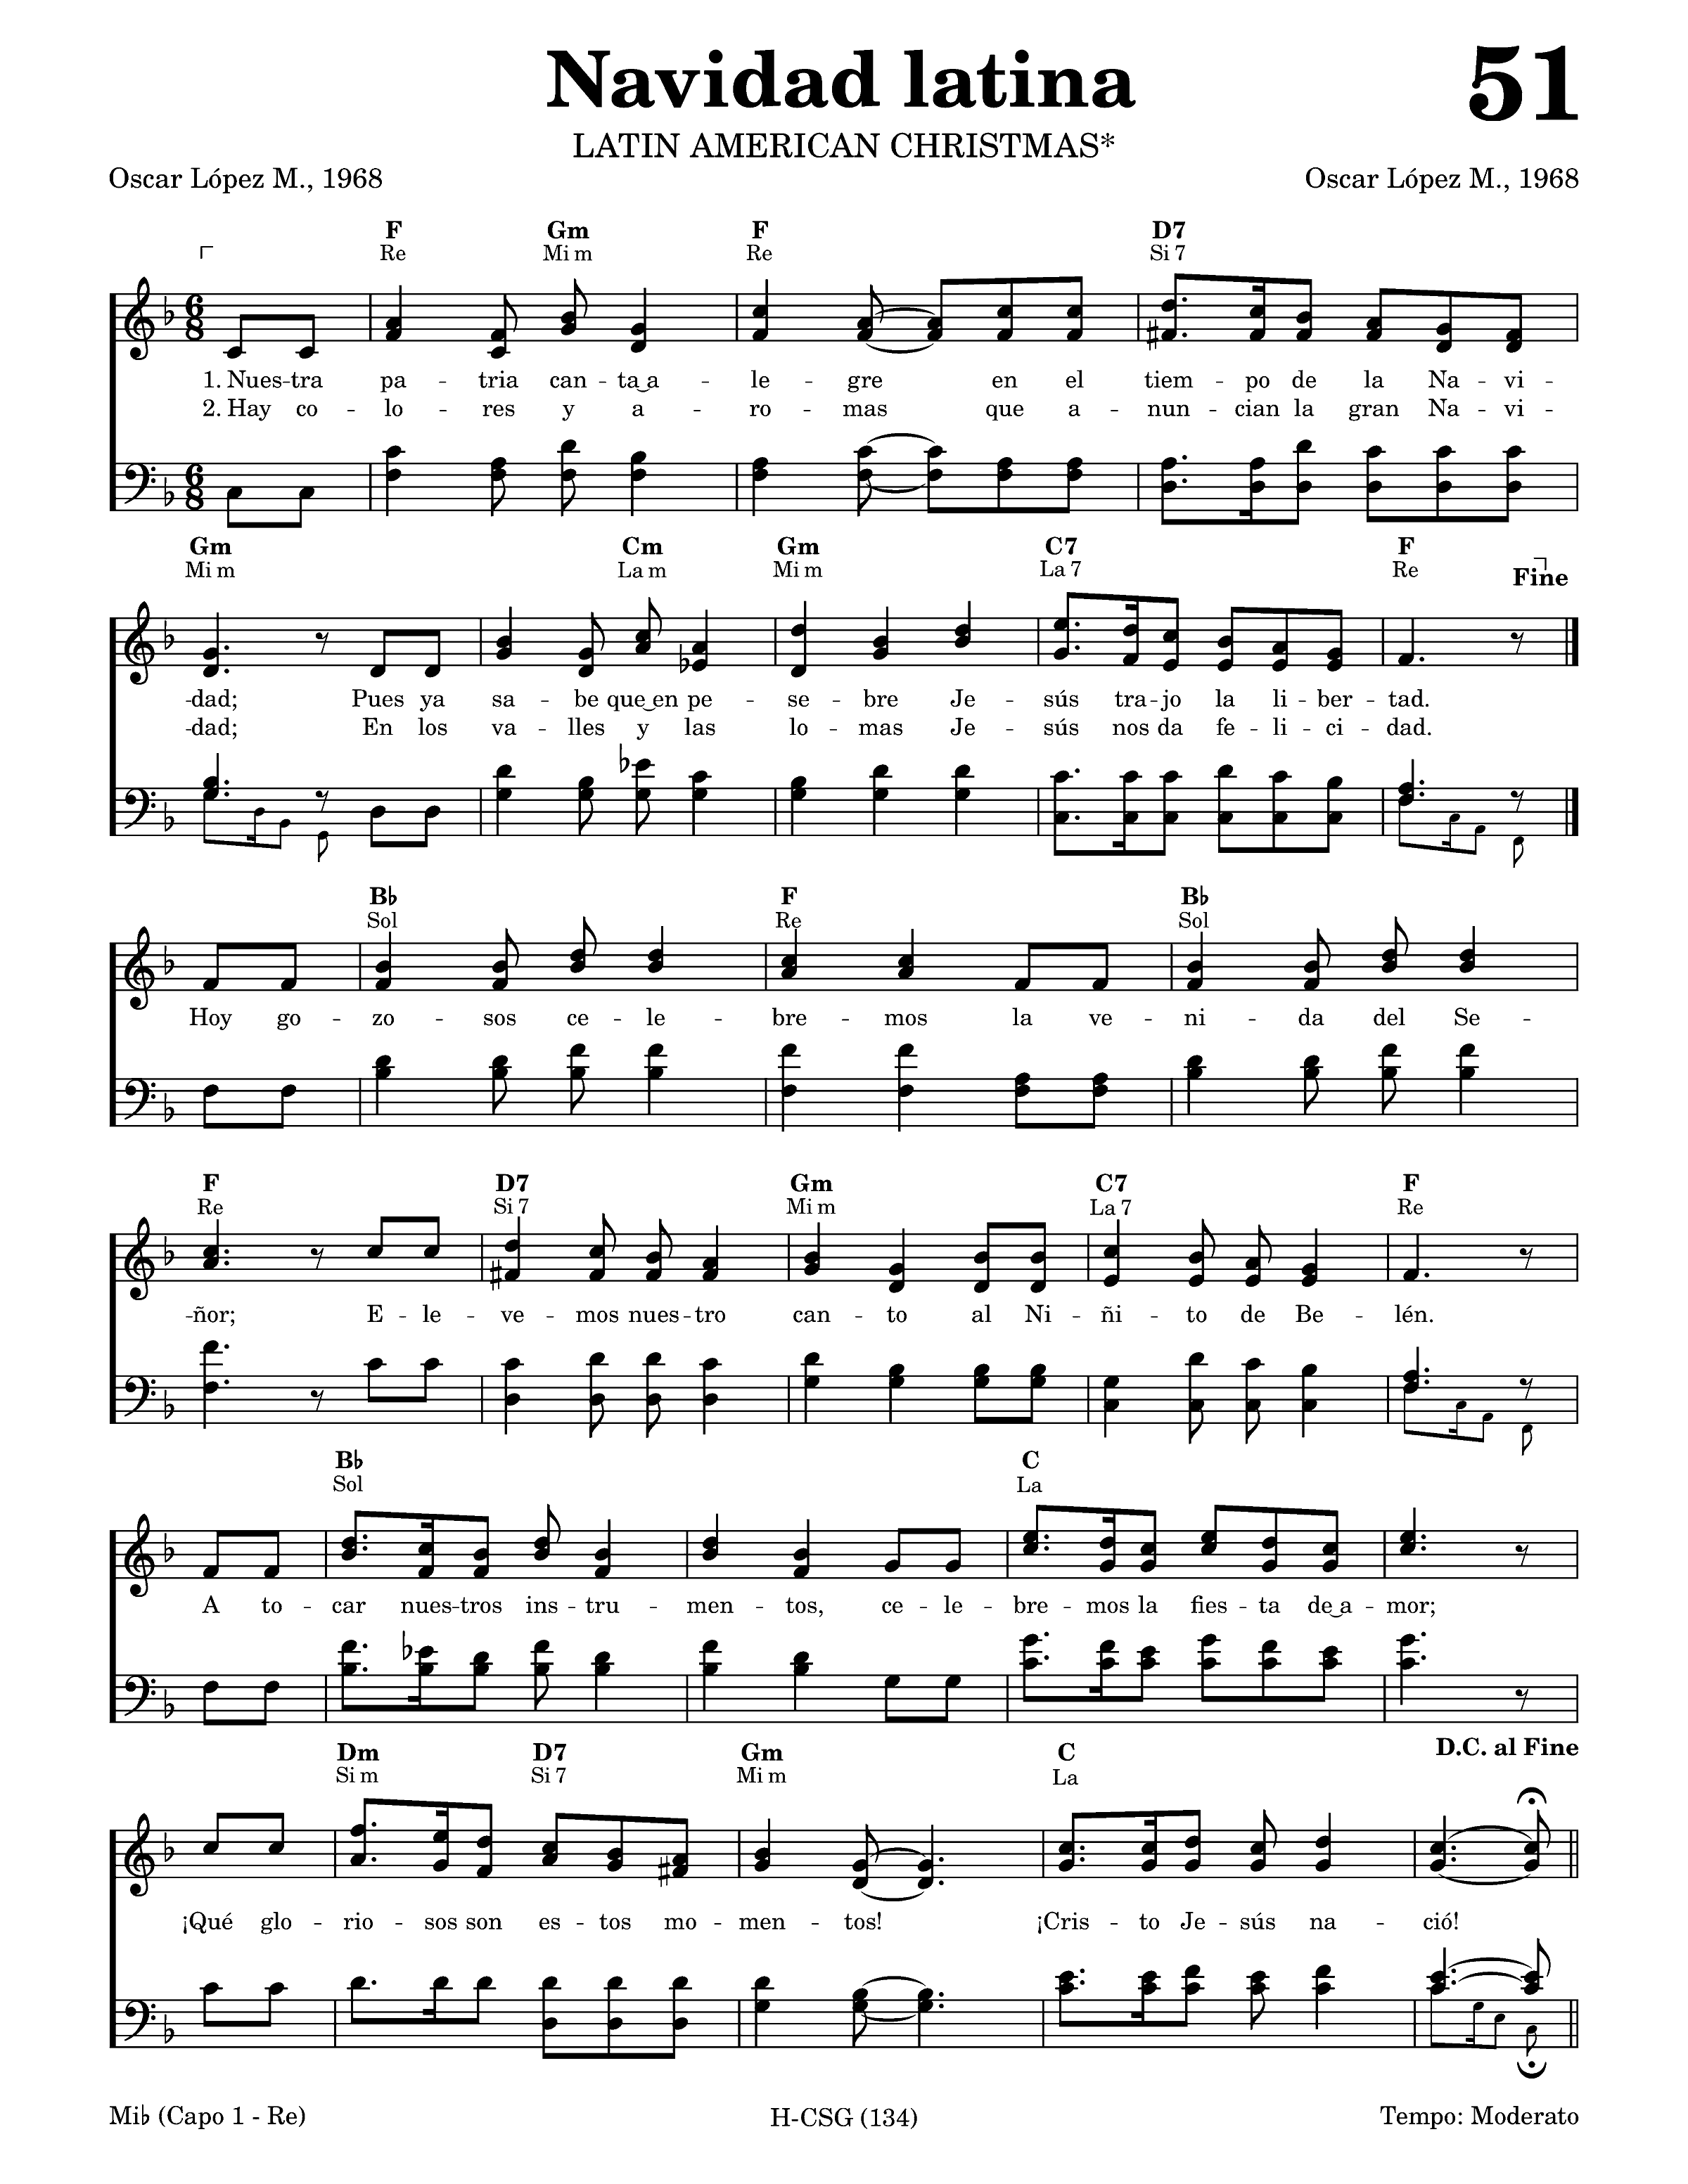 Navidad latina
51
LATIN AMERICAN CHRISTMAS*
Oscar López M., 1968
Oscar López M., 1968
F Gm F D7
Re Mi m Re Si 7
6
8
1. Nues - tra pa - tria can - ta‿a - le - gre en el tiem - po de la Na - vi -
2. Hay co - lo - res y a - ro - mas que a - nun - cian la gran Na - vi -
6
8
Gm Cm Gm C7 F
Mi m La m Mi m La 7 Re
Fine
-dad; Pues ya sa - be que‿en pe - se - bre Je - sús tra - jo la li - ber - tad.
-dad; En los va - lles y las lo - mas Je - sús nos da fe - li - ci - dad.
B♭ F B♭
Sol Re Sol
Hoy go - zo - sos ce - le - bre - mos la ve - ni - da del Se -
F D7 Gm C7 F
Re Si 7 Mi m La 7 Re
-ñor; E - le - ve - mos nues - tro can - to al Ni - ñi - to de Be - lén.
B♭ C
Sol La
A to - car nues - tros ins - tru - men - tos, ce - le - bre - mos la fies - ta de‿a - mor;
Dm D7 Gm C D.C. al Fine
Si m Si 7 Mi m La
¡Qué glo - rio - sos son es - tos mo - men - tos! ¡Cris - to Je - sús na - ció!
Mi♭ (Capo 1 - Re)
H-CSG (134)
Tempo: Moderato